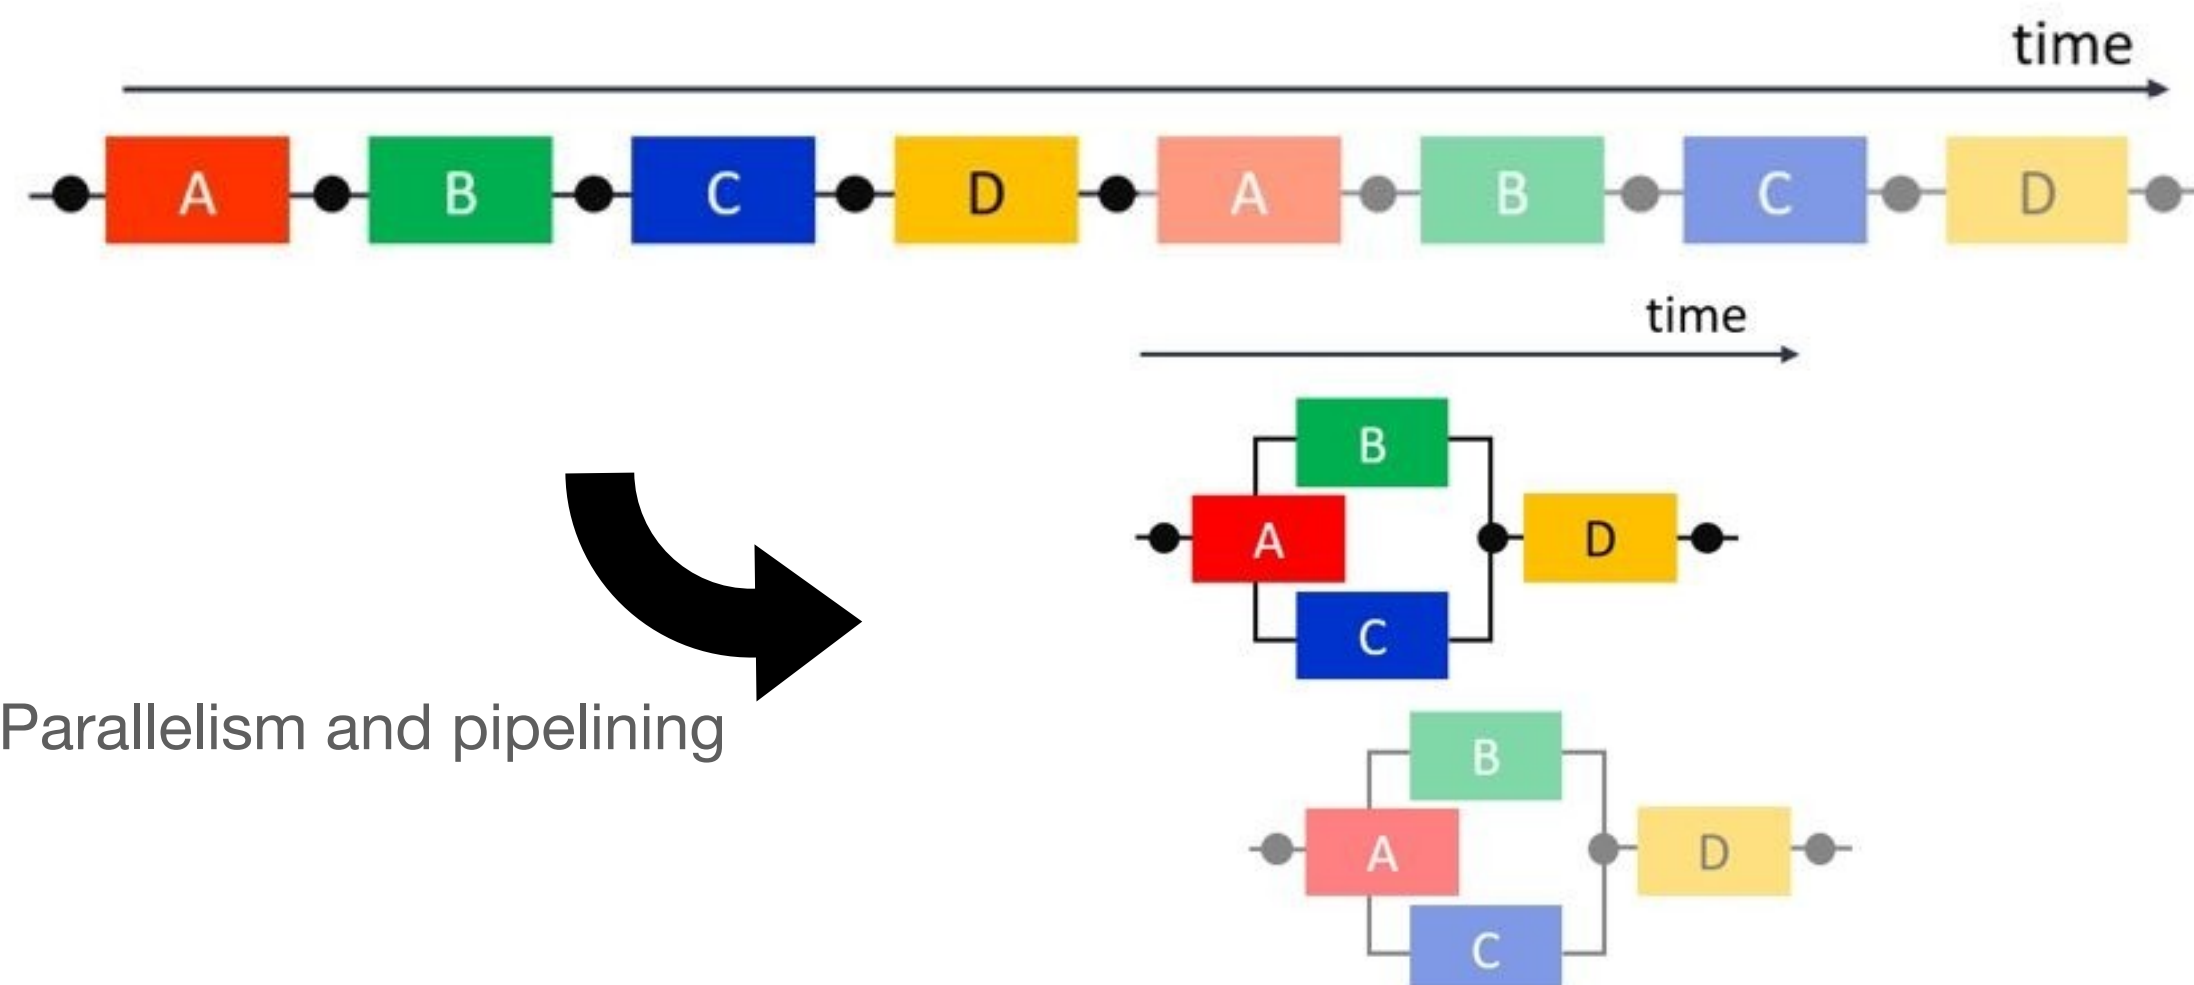 time
A B C D A B C D
time
B
A D
C
Parallelism and pipelining
B
A D
C